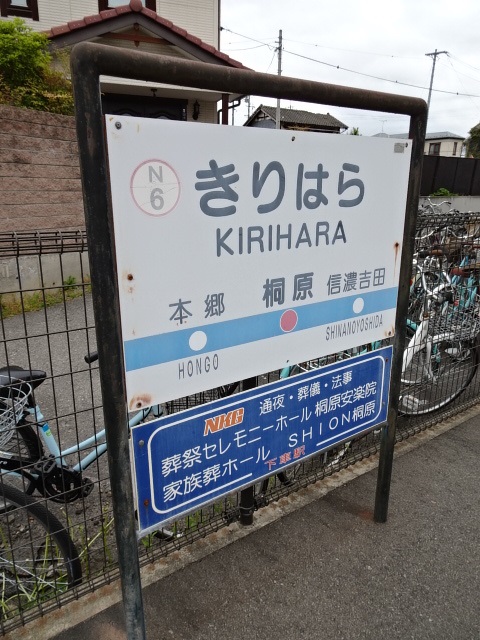 N
6
きりはら
KIRIHARA
本郷 桐原 信濃吉田
HONGO SHINANOYOSHIDA
NKG 通夜・葬儀・法事
葬祭セレモニーホール桐原安楽院
家族葬ホール SHION桐原
下車駅